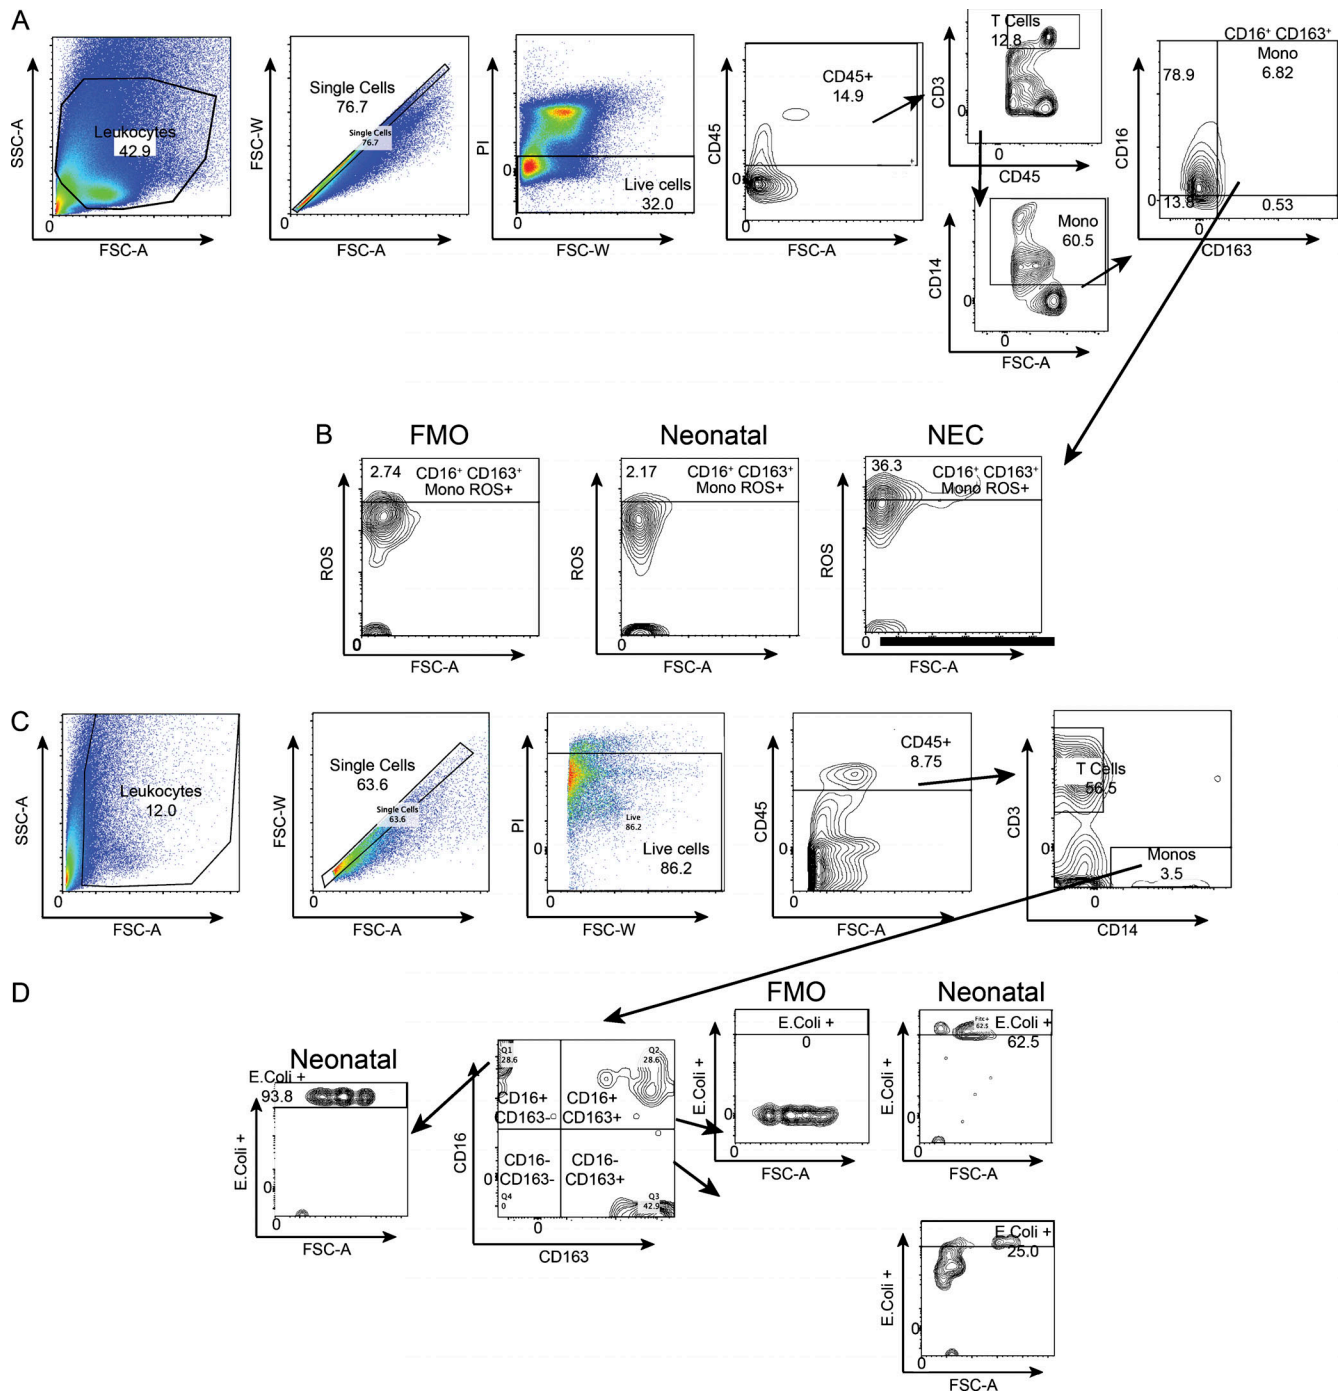 A
SSC-A
Leukocytes
42.9
FSC-A
FSC-W
Single Cells
76.7
Single Cells
76.7
FSC-A
PI
0
Live cells
32.0
FSC-W
CD45
0
CD45+
14.9
FSC-A
CD3
0
T Cells
12.8
0
CD45
CD14
0
Mono
60.5
0
FSC-A
CD16
0
CD16+ CD163+
Mono
6.82
78.9
0.53
0
CD163
B
FMO
ROS
2.74
CD16+ CD163+
Mono ROS+
0
0
FSC-A
Neonatal
ROS
2.17
CD16+ CD163+
Mono ROS+
0
0
FSC-A
NEC
ROS
36.3
CD16+ CD163+
Mono ROS+
0
0
FSC-A
C
SSC-A
Leukocytes
12.0
0
FSC-A
FSC-W
Single Cells
63.6
Single Cells
63.6
0
FSC-A
PI
0
Live
86.2
Live cells
86.2
0
FSC-W
CD45
0
CD45+
8.75
0
FSC-A
CD3
0
T Cells
56.5
Monos
3.5
0
CD14
D
Neonatal
E.Coli +
E.Coli +
93.8
0
0
FSC-A
CD16
0
Q1
28.6
Q2
28.6
CD16+
CD163-
CD16+
CD163+
CD16-
CD163-
CD16-
CD163+
Q4
0
Q3
42.9
0
CD163
FMO
E.Coli +
E.Coli +
0
0
0
FSC-A
Neonatal
E.Coli +
Fitc+
62.5
E.Coli +
62.5
0
0
FSC-A
E.Coli +
E.Coli +
25.0
0
0
FSC-A